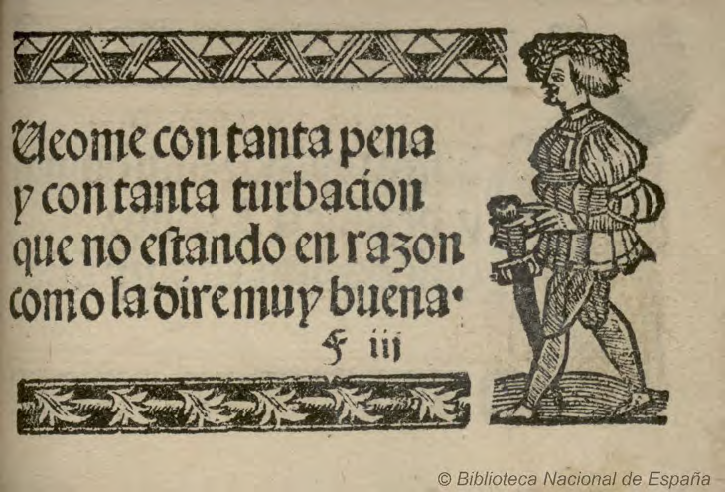 Ueome con tanta pena
y con tanta turbacion
que no eſtando en razon
como la dire muy buena.
F iij
© Biblioteca Nacional de España